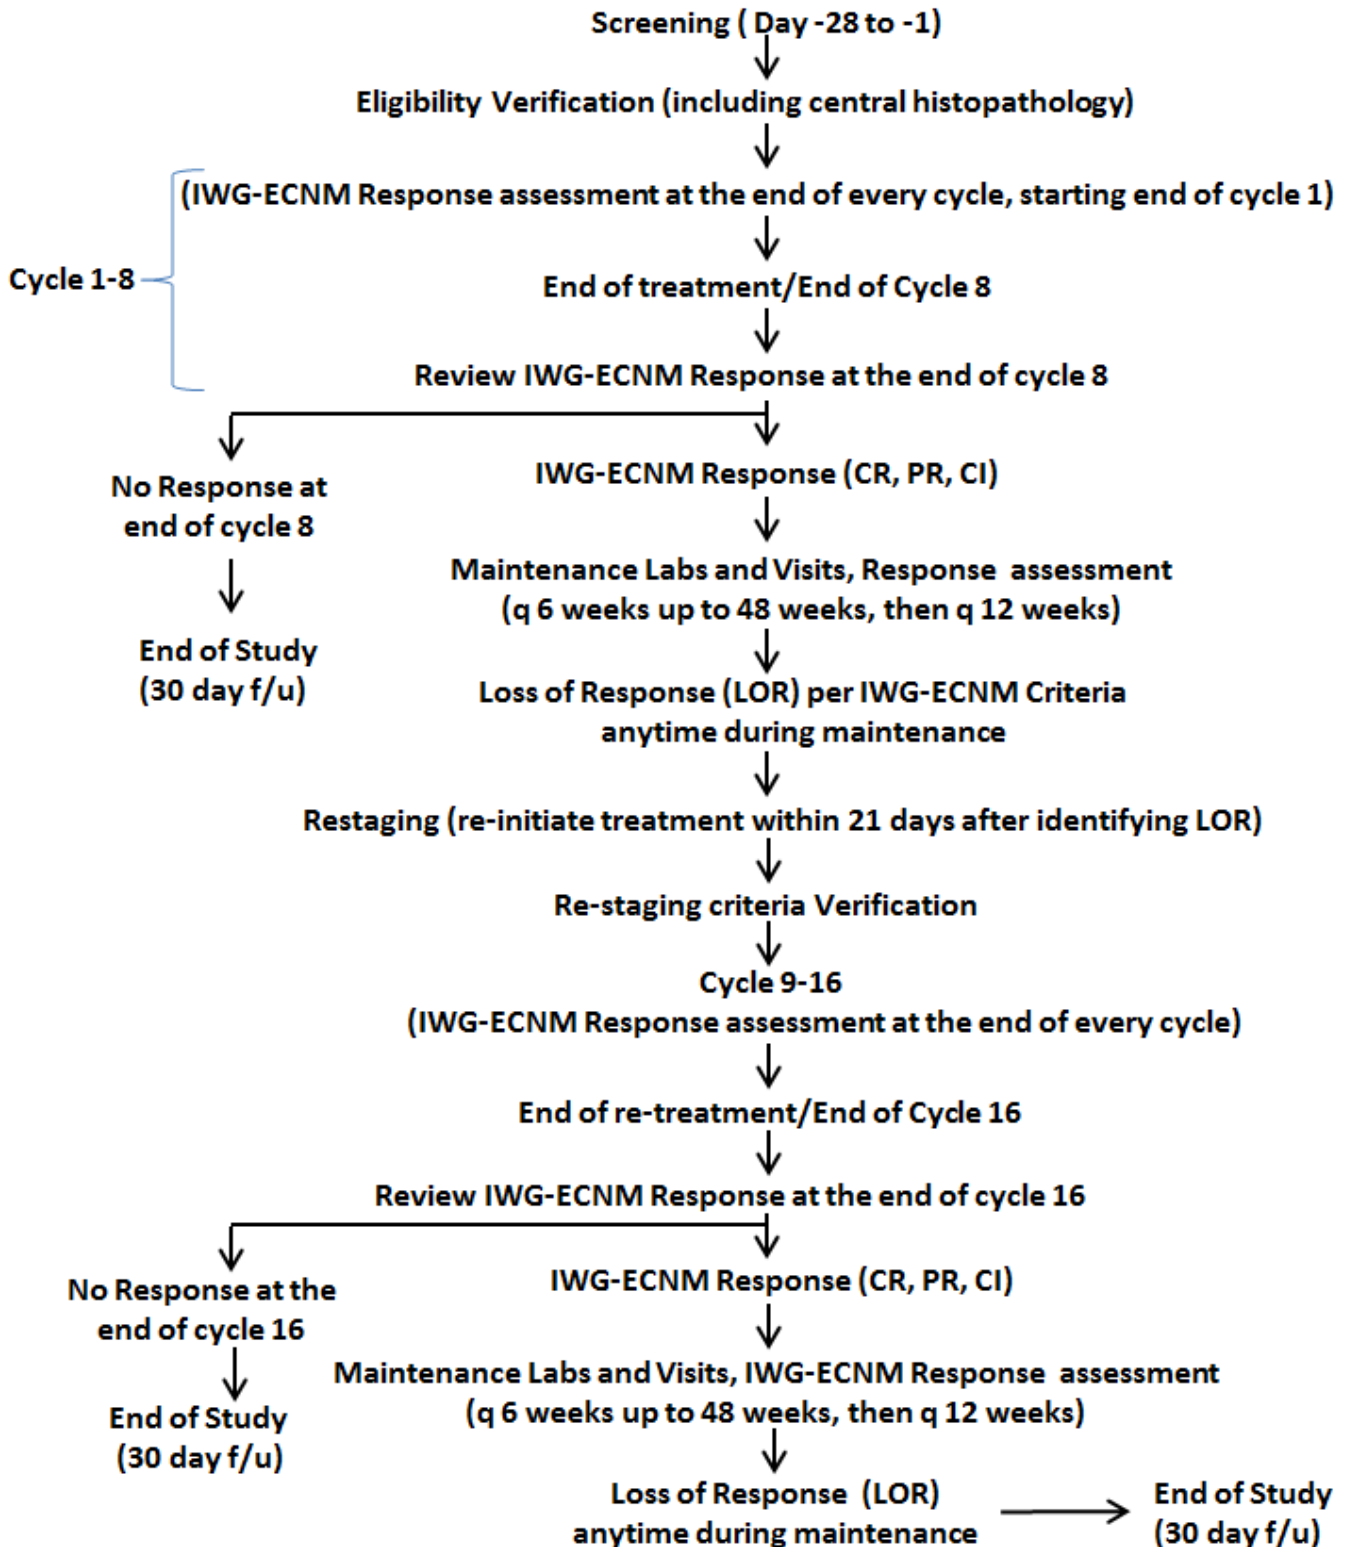 Screening ( Day -28 to -1)
Eligibility Verification (including central histopathology)
(IWG-ECNM Response assessment at the end of every cycle, starting end of cycle 1)
Cycle 1-8
End of treatment/End of Cycle 8
Review IWG-ECNM Response at the end of cycle 8
No Response at
end of cycle 8
End of Study
(30 day f/u)
IWG-ECNM Response (CR, PR, CI)
Maintenance Labs and Visits, Response assessment
(q 6 weeks up to 48 weeks, then q 12 weeks)
Loss of Response (LOR) per IWG-ECNM Criteria
anytime during maintenance
Restaging (re-initiate treatment within 21 days after identifying LOR)
Re-staging criteria Verification
Cycle 9-16
(IWG-ECNM Response assessment at the end of every cycle)
End of re-treatment/End of Cycle 16
Review IWG-ECNM Response at the end of cycle 16
No Response at the
end of cycle 16
End of Study
(30 day f/u)
IWG-ECNM Response (CR, PR, CI)
Maintenance Labs and Visits, IWG-ECNM Response assessment
(q 6 weeks up to 48 weeks, then q 12 weeks)
Loss of Response (LOR)
anytime during maintenance
End of Study
(30 day f/u)